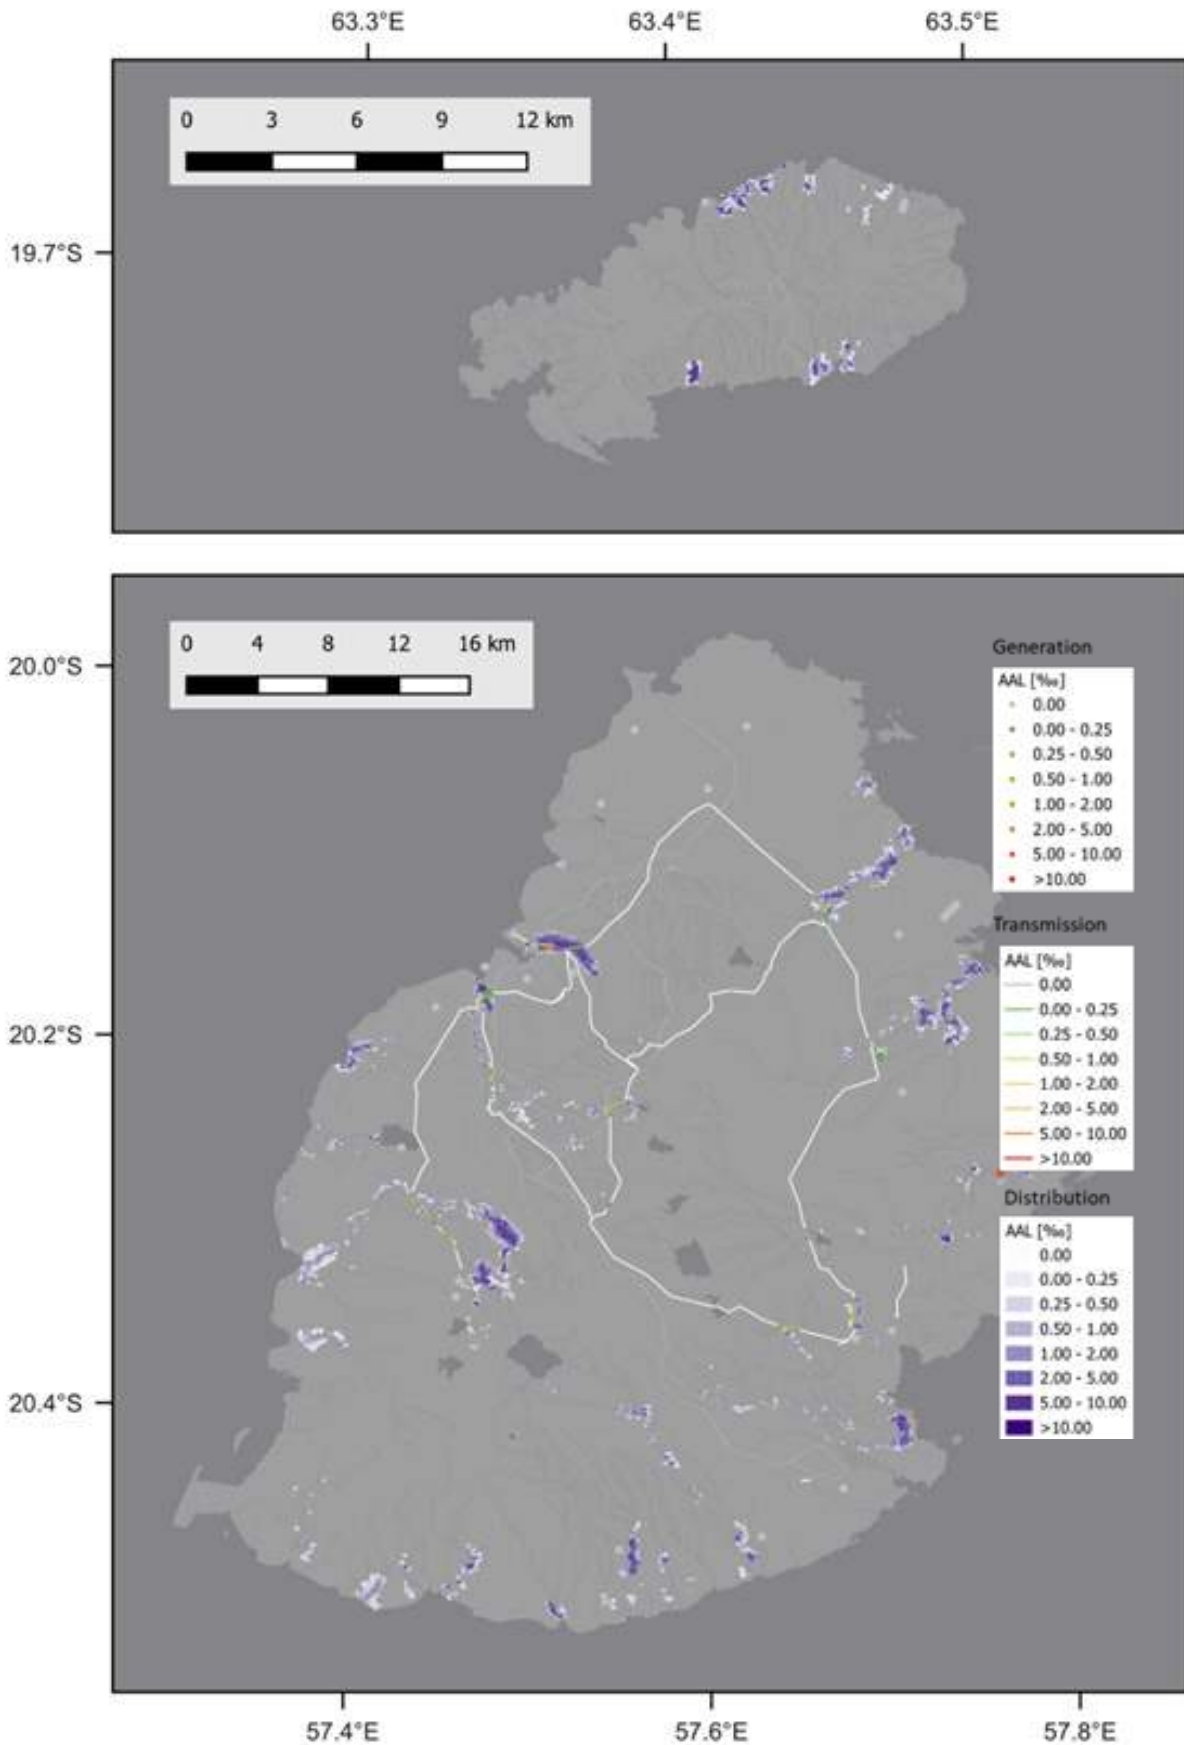 63.3°E 63.4°E 63.5°E
0 3 6 9 12 km
19.7°S
0 4 8 12 16 km
20.0°S
20.2°S
20.4°S
Generation
AAL [‰]
0.00
0.00 - 0.25
0.25 - 0.50
0.50 - 1.00
1.00 - 2.00
2.00 - 5.00
5.00 - 10.00
>10.00
Transmission
AAL [‰]
0.00
0.00 - 0.25
0.25 - 0.50
0.50 - 1.00
1.00 - 2.00
2.00 - 5.00
5.00 - 10.00
>10.00
Distribution
AAL [‰]
0.00
0.00 - 0.25
0.25 - 0.50
0.50 - 1.00
1.00 - 2.00
2.00 - 5.00
5.00 - 10.00
>10.00
57.4°E 57.6°E 57.8°E